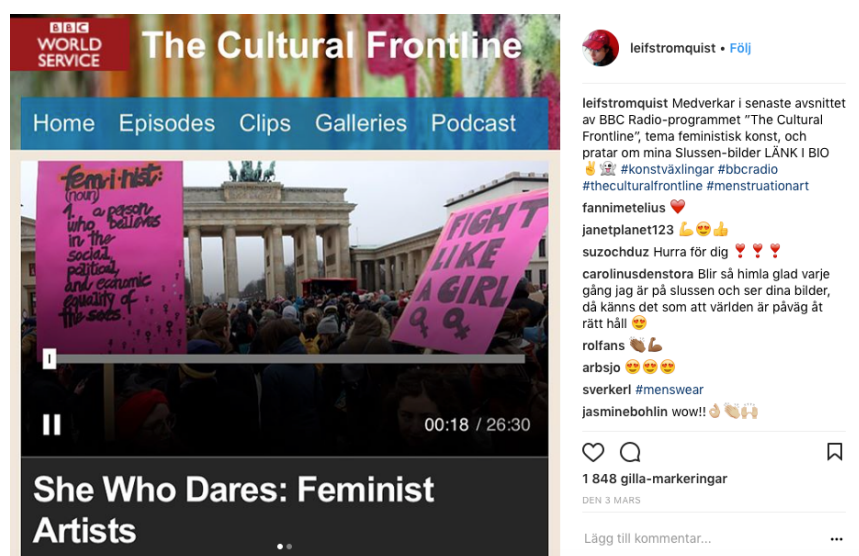 BBC
WORLD
SERVICE
The Cultural Frontline
Home Episodes Clips Galleries Podcast
feminist:
(noun)
1. a person
who believes
in the
social,
political,
and economic
equality of
the sexes.
FIGHT
LIKE
A GIRL
00:18 / 26:30
She Who Dares: Feminist
Artists
leifstromquist • Följ
leifstromquist Medverkar i senaste avsnittet
av BBC Radio-programmet ”The Cultural
Frontline”, tema feministisk konst, och
pratar om mina Slussen-bilder LÄNK I BIO
✌️👻 #konstväxlingar #bbcradio
#theculturalfrontline #menstruationart
fannimetelius ❤️
janetplanet123 💪😍👍
suzochduz Hurra för dig ❣️❣️❣️
carolinusdenstora Blir så himla glad varje
gång jag är på slussen och ser dina bilder,
då känns det som att världen är påväg åt
rätt håll 😍
rolfans 👏🏾💪🏾
arbsjo 😍😍😍
sverkerl #menswear
jasminebohlin wow!!👌🏼👏🏼🙌🏼
1 848 gilla-markeringar
DEN 3 MARS
Lägg till kommentar...